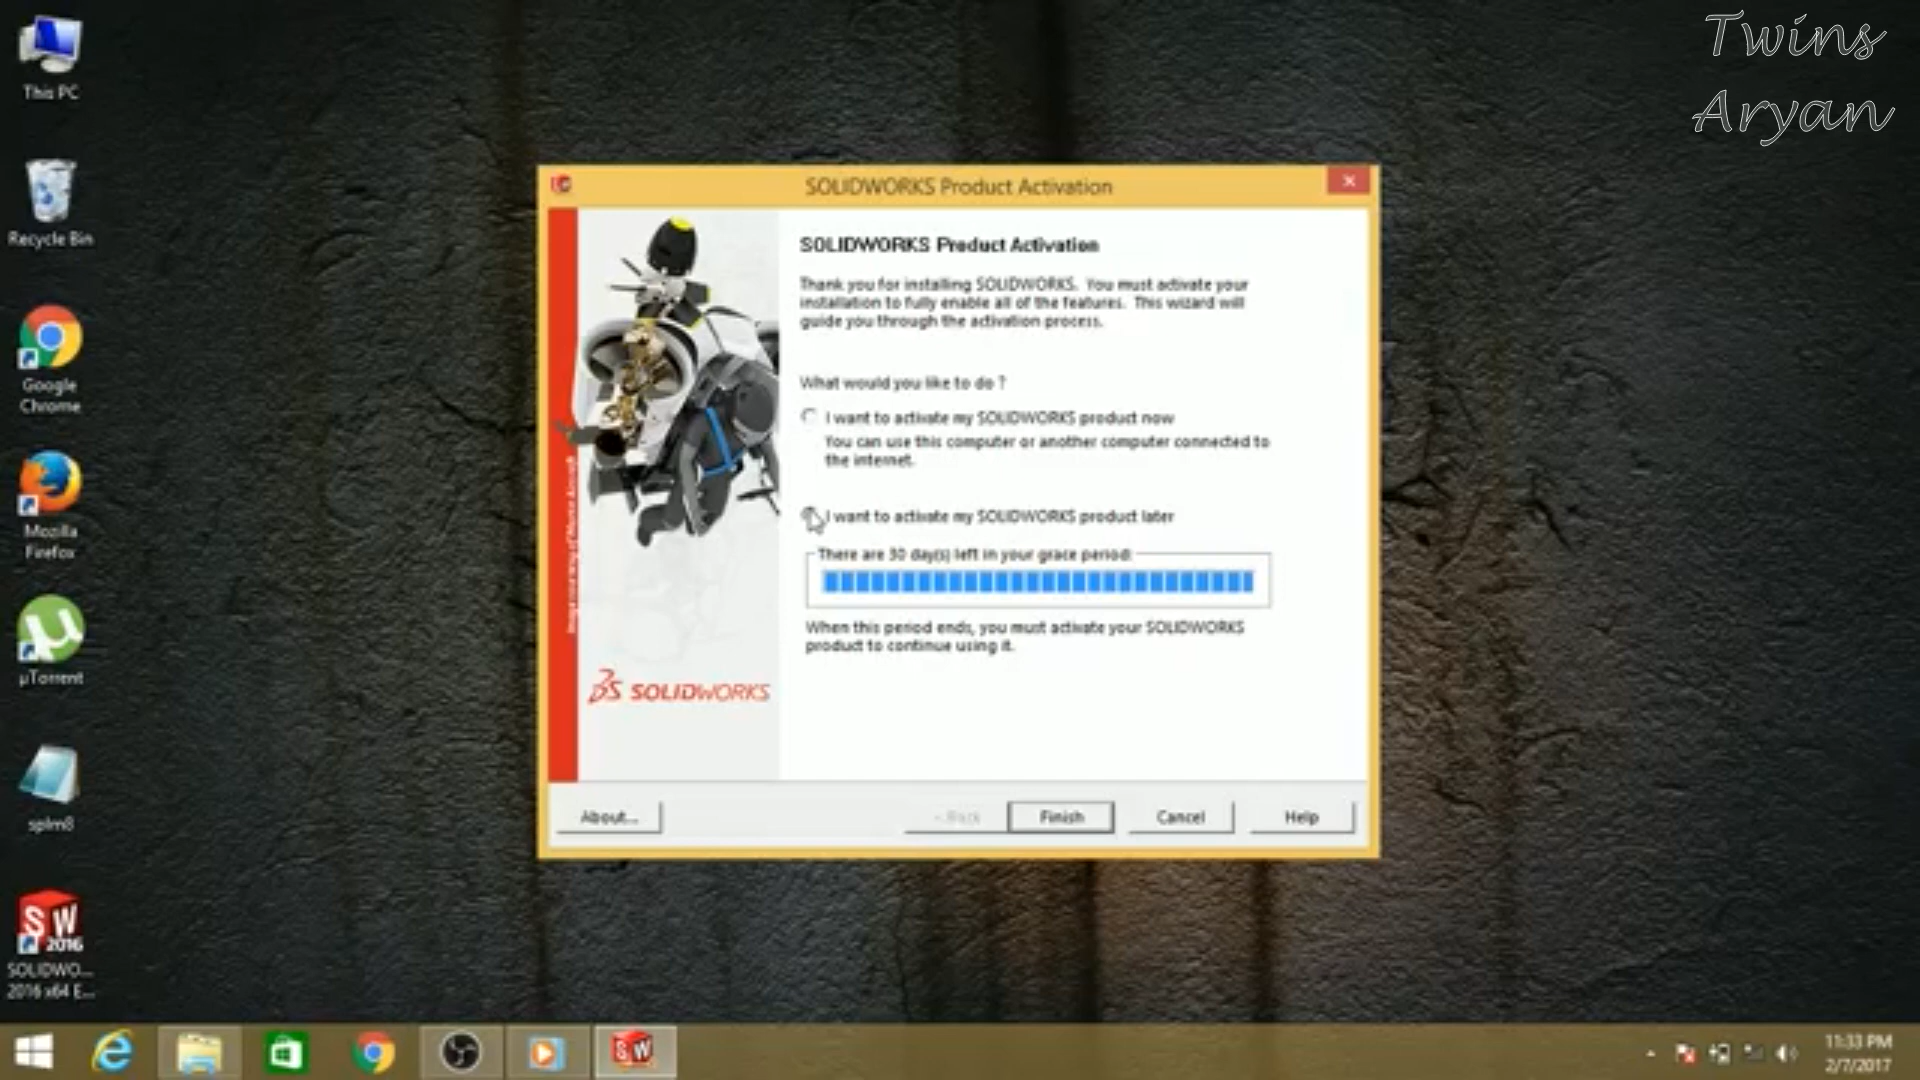 Twins
Aryan
This PC
Recycle Bin
Google
Chrome
Mozilla
Firefox
µTorrent
splm8
SW
2016
SOLIDWO...
2016 x64 E...
SOLIDWORKS Product Activation
SOLIDWORKS Product Activation
Thank you for installing SOLIDWORKS. You must activate your
installation to fully enable all of the features. This wizard will
guide you through the activation process.
What would you like to do ?
I want to activate my SOLIDWORKS product now
You can use this computer or another computer connected to
the internet.
I want to activate my SOLIDWORKS product later
There are 30 day(s) left in your grace period:
When this period ends, you must activate your SOLIDWORKS
product to continue using it.
SOLIDWORKS
About...
< Back
Finish
Cancel
Help
SW
11:33 PM
2/7/2017